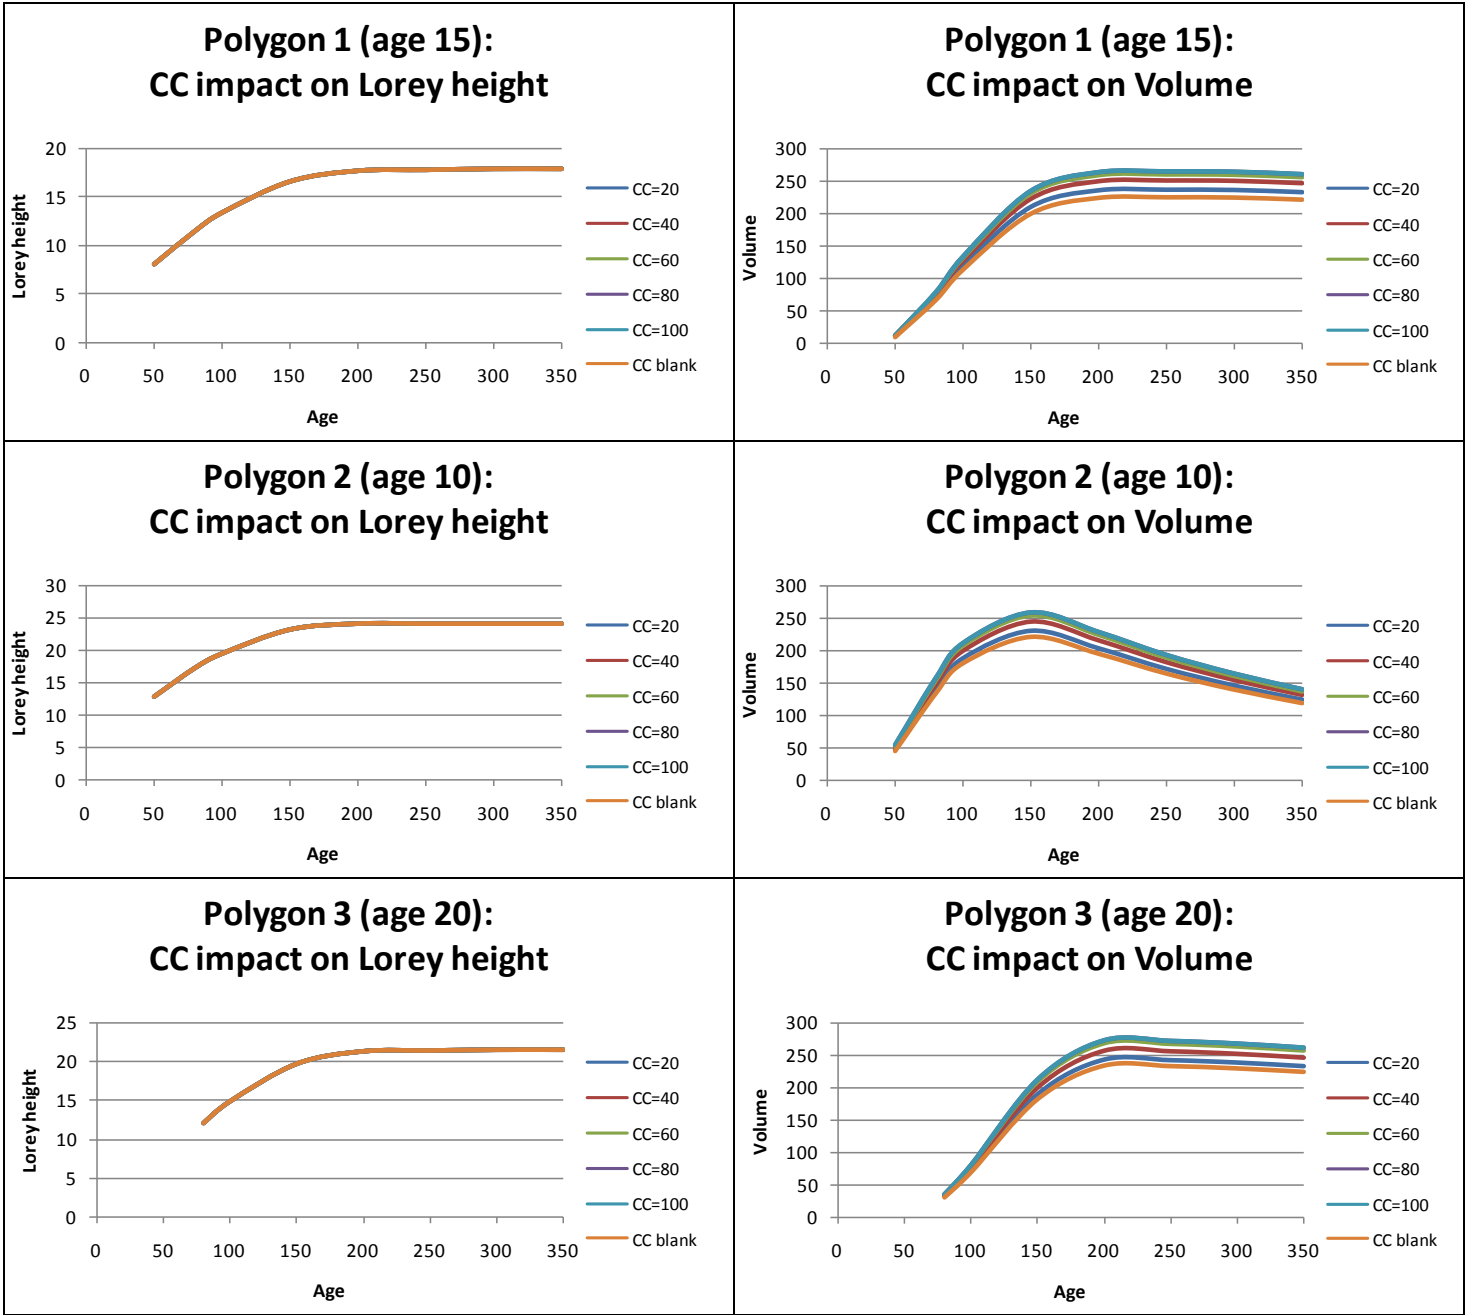 Polygon 1 (age 15):
CC impact on Lorey height
20
15
10
5
0
Lorey height
0 50 100 150 200 250 300 350
Age
CC=20
CC=40
CC=60
CC=80
CC=100
CC blank
Polygon 1 (age 15):
CC impact on Volume
300
250
200
150
100
50
0
Volume
0 50 100 150 200 250 300 350
Age
CC=20
CC=40
CC=60
CC=80
CC=100
CC blank
Polygon 2 (age 10):
CC impact on Lorey height
30
25
20
15
10
5
0
Lorey height
0 50 100 150 200 250 300 350
Age
CC=20
CC=40
CC=60
CC=80
CC=100
CC blank
Polygon 2 (age 10):
CC impact on Volume
300
250
200
150
100
50
0
Volume
0 50 100 150 200 250 300 350
Age
CC=20
CC=40
CC=60
CC=80
CC=100
CC blank
Polygon 3 (age 20):
CC impact on Lorey height
25
20
15
10
5
0
Lorey height
0 50 100 150 200 250 300 350
Age
CC=20
CC=40
CC=60
CC=80
CC=100
CC blank
Polygon 3 (age 20):
CC impact on Volume
300
250
200
150
100
50
0
Volume
0 50 100 150 200 250 300 350
Age
CC=20
CC=40
CC=60
CC=80
CC=100
CC blank